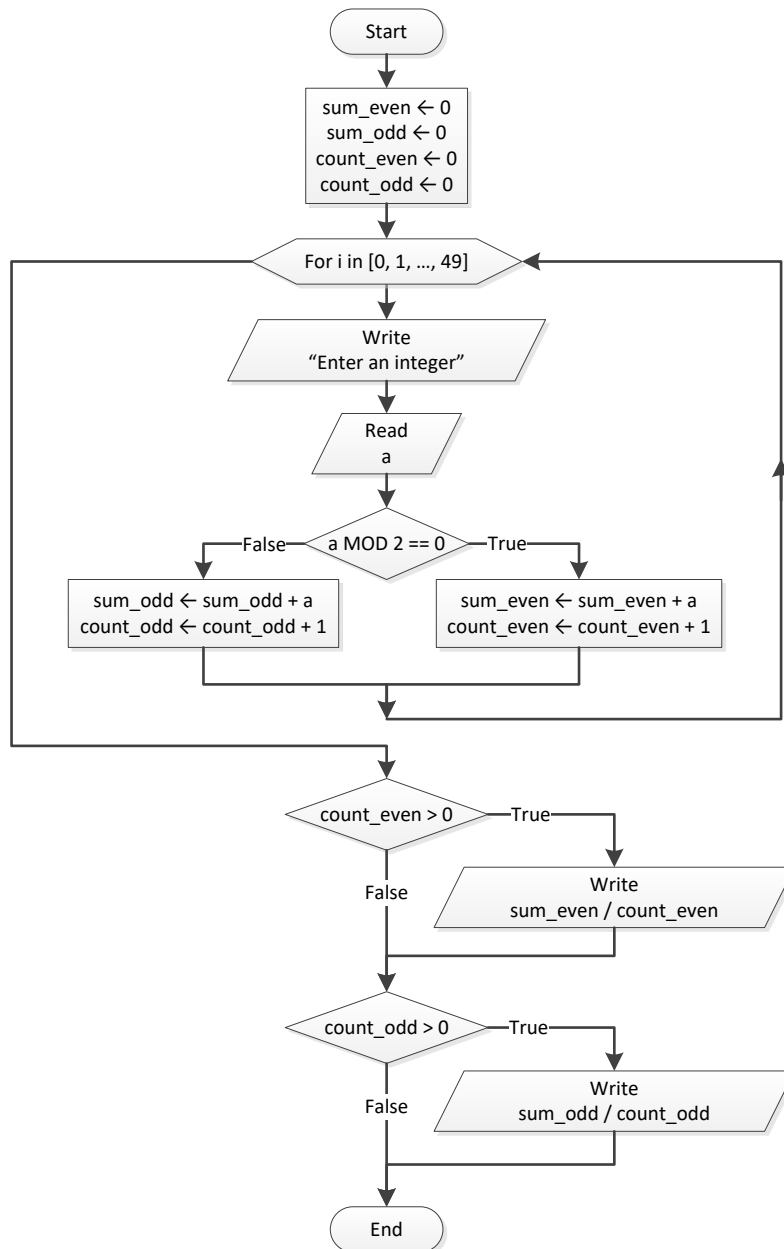 Start
sum_even ← 0
sum_odd ← 0
count_even ← 0
count_odd ← 0
For i in [0, 1, …, 49]
Write
“Enter an integer”
Read
a
a MOD 2 == 0
False
True
sum_odd ← sum_odd + a
count_odd ← count_odd + 1
sum_even ← sum_even + a
count_even ← count_even + 1
count_even > 0
True
False
Write
sum_even / count_even
count_odd > 0
True
False
Write
sum_odd / count_odd
End